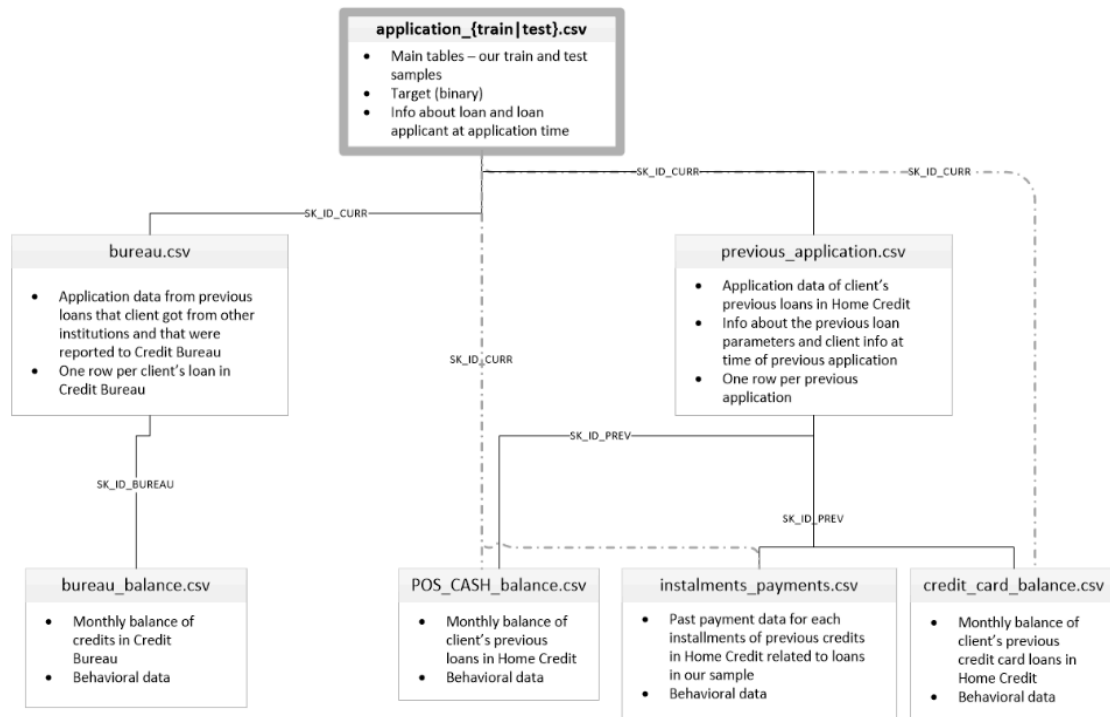 application_{train|test}.csv
• Main tables – our train and test
samples
• Target (binary)
• Info about loan and loan
applicant at application time
SK_ID_CURR
SK_ID_CURR
SK_ID_CURR
bureau.csv
• Application data from previous
loans that client got from other
institutions and that were
reported to Credit Bureau
• One row per client's loan in
Credit Bureau
previous_application.csv
• Application data of client's
previous loans in Home Credit
• Info about the previous loan
parameters and client info at
time of previous application
• One row per previous
application
SK_ID_CURR
SK_ID_PREV
SK_ID_BUREAU
SK_ID_PREV
bureau_balance.csv
• Monthly balance of
credits in Credit
Bureau
• Behavioral data
POS_CASH_balance.csv
• Monthly balance of
client's previous
loans in Home Credit
• Behavioral data
instalments_payments.csv
• Past payment data for each
installments of previous credits
in Home Credit related to loans
in our sample
• Behavioral data
credit_card_balance.csv
• Monthly balance of
client's previous
credit card loans in
Home Credit
• Behavioral data